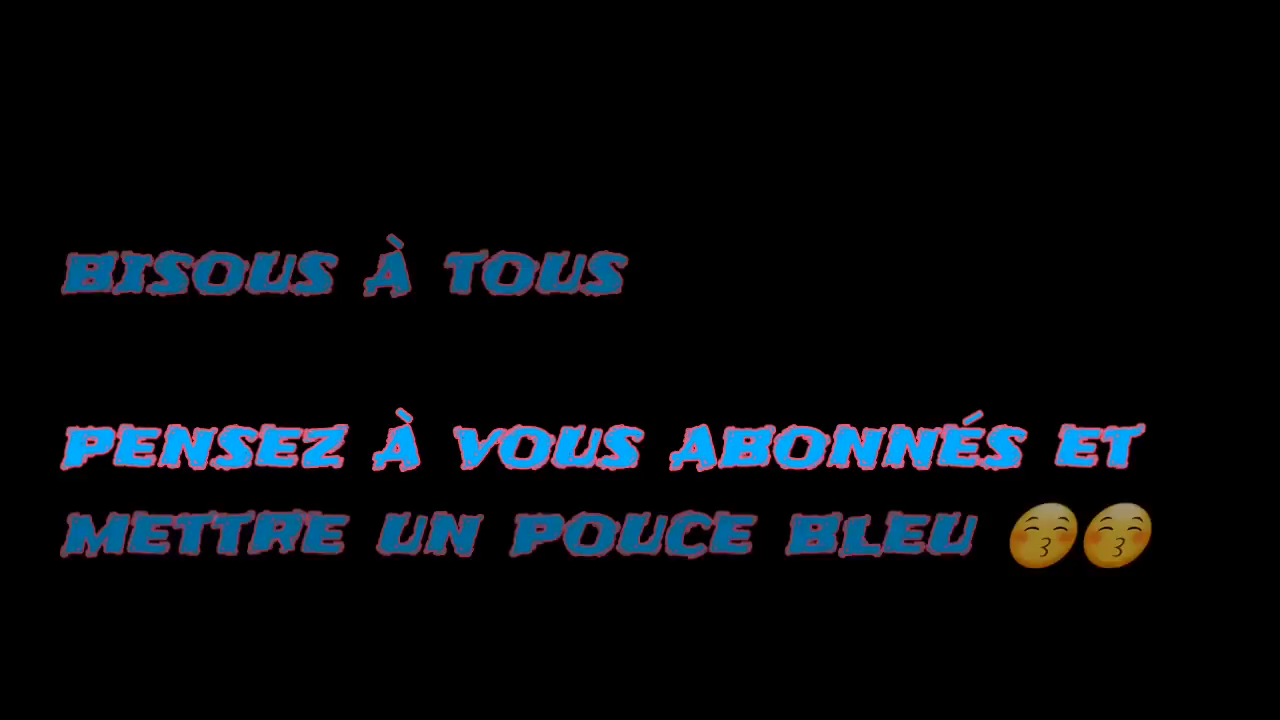 BISOUS À TOUS
PENSEZ À VOUS ABONNÉS ET
METTRE UN POUCE BLEU 😚😚